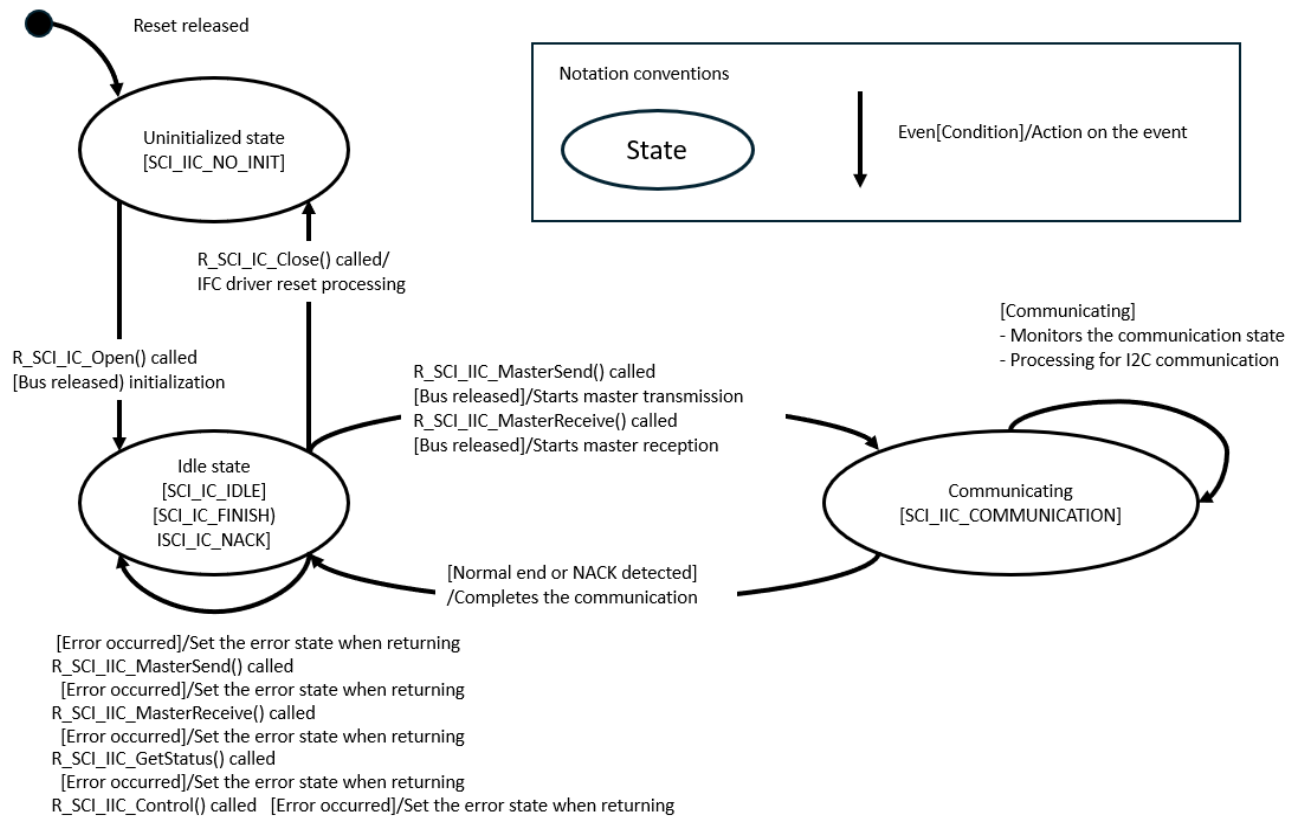 Reset released
Notation conventions
State
Even[Condition]/Action on the event
Uninitialized state
[SCI_IIC_NO_INIT]
R_SCI_IC_Close() called/
IFC driver reset processing
R_SCI_IC_Open() called
[Bus released) initialization
[Communicating]
- Monitors the communication state
- Processing for I2C communication
R_SCI_IIC_MasterSend() called
[Bus released]/Starts master transmission
R_SCI_IIC_MasterReceive() called
[Bus released]/Starts master reception
Idle state
[SCI_IC_IDLE]
[SCI_IC_FINISH)
ISCI_IC_NACK]
Communicating
[SCI_IIC_COMMUNICATION]
[Normal end or NACK detected]
/Completes the communication
[Error occurred]/Set the error state when returning
R_SCI_IIC_MasterSend() called
[Error occurred]/Set the error state when returning
R_SCI_IIC_MasterReceive() called
[Error occurred]/Set the error state when returning
R_SCI_IIC_GetStatus() called
[Error occurred]/Set the error state when returning
R_SCI_IIC_Control() called [Error occurred]/Set the error state when returning